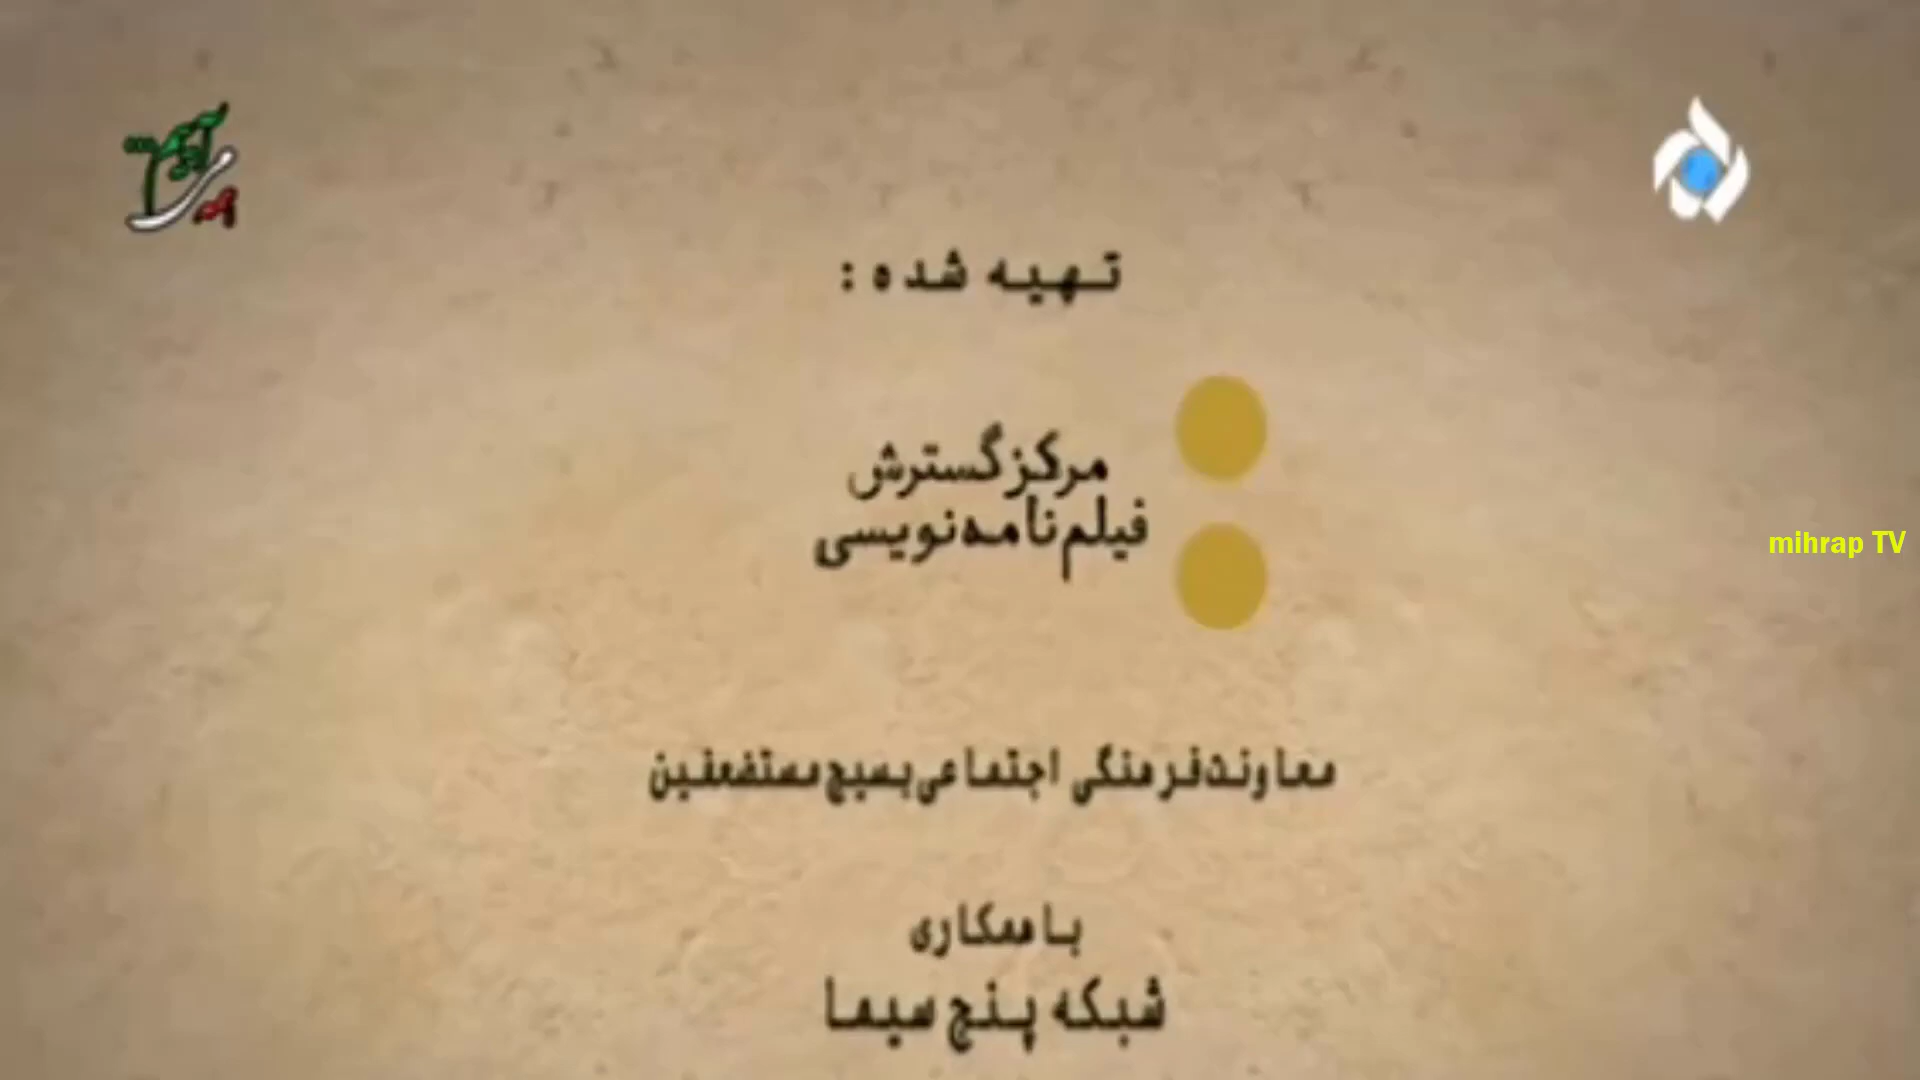 تهیه شده :
مرکز گسترش
فیلم نامه نویسی
معاونت فرهنگی اجتماعی بسیج مستضعفین
با همکاری
شبکه پنج سیما
mihrap TV